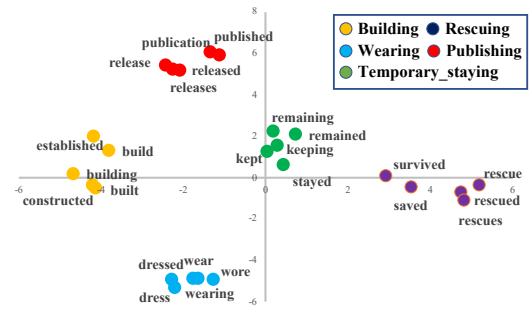 8
published
publication
Building Rescuing
Wearing Publishing
Temporary_staying
6
release
released
releases
4
remaining
2
remained
established
build
keeping
kept
survived
rescue
building
stayed
-6 -4 -2 0 2 4 6
0
built
constructed
saved
rescued
rescues
-2
dressed wear wore
-4
dress wearing
-6